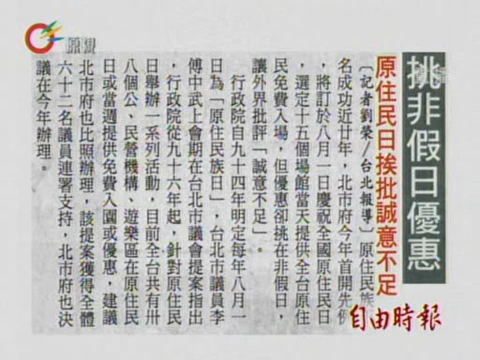 原視
挑非假日優惠
原住民日挨批誠意不足
〔記者劉榮/台北報導〕原住民族
名成功近廿年,北市府今年首開先例
,將訂於八月一日慶祝全國原住民日
,選定十五個場館當天提供全台原住
民免費入場,但優惠卻挑在非假日,
讓外界批評「誠意不足」。
行政院自九十四年明定每年八月一
日為「原住民族日」,台北市議員李
傅中武上會期在台北市議會提案指出
,行政院從九十六年起,針對原住民
日舉辦一系列活動,目前全台共有卅
八個公、民營機構、遊樂區在原住民
日或當週提供免費入園或優惠,建議
北市府也比照辦理,該提案獲得全體
六十二名議員連署支持,北市府也決
議在今年辦理。
自由時報